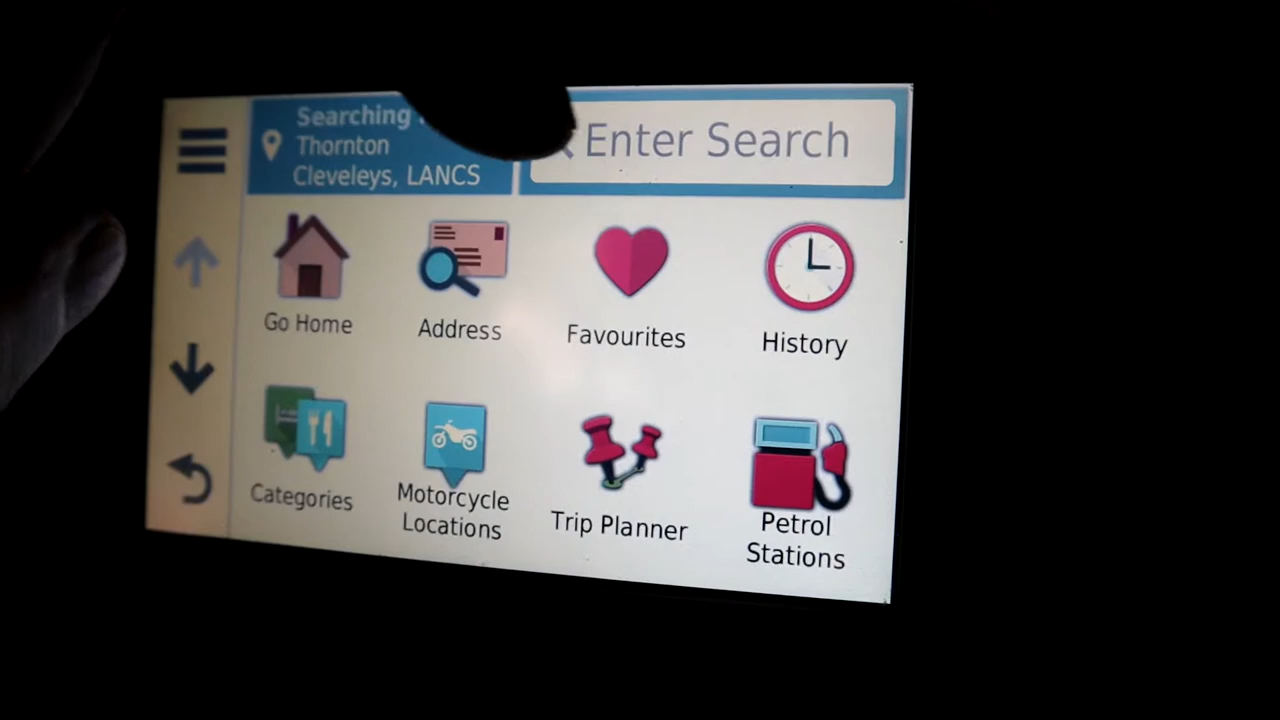 Searching
Thornton
Cleveleys, LANCS
Enter Search
Go Home
Address
Favourites
History
Categories
Motorcycle
Locations
Trip Planner
Petrol
Stations